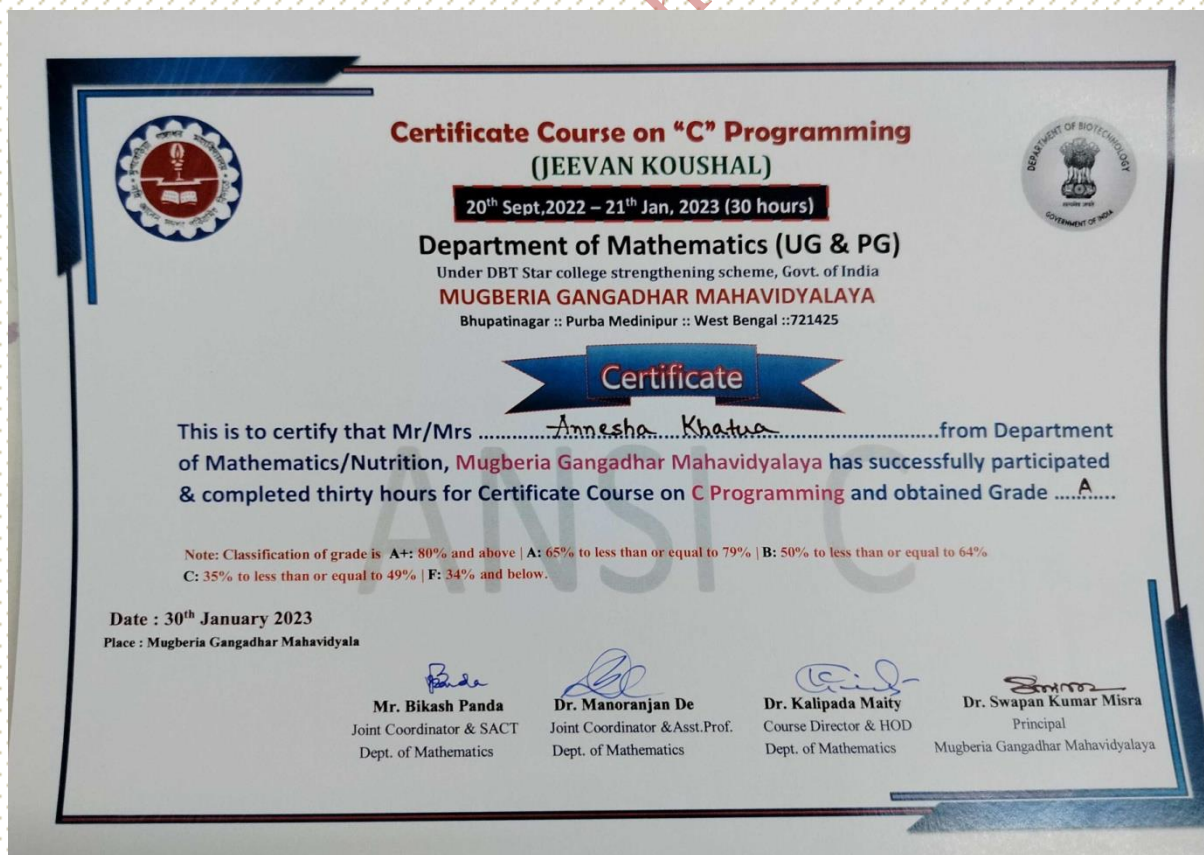 Certificate Course on “C” Programming
(JEEVAN KOUSHAL)
20th Sept,2022 – 21th Jan, 2023 (30 hours)
Department of Mathematics (UG & PG)
Under DBT Star college strengthening scheme, Govt. of India
MUGBERIA GANGADHAR MAHAVIDYALAYA
Bhupatinagar :: Purba Medinipur :: West Bengal ::721425
DEPARTMENT OF BIOTECHNOLOGY
GOVERNMENT OF INDIA
Certificate
This is to certify that Mr/Mrs ............Annesha Khatua............from Department
of Mathematics/Nutrition, Mugberia Gangadhar Mahavidyalaya has successfully participated
& completed thirty hours for Certificate Course on C Programming and obtained Grade .....A....
ANSI C
Note: Classification of grade is A+: 80% and above | A: 65% to less than or equal to 79% | B: 50% to less than or equal to 64%
C: 35% to less than or equal to 49% | F: 34% and below.
Date : 30th January 2023
Place : Mugberia Gangadhar Mahavidyala
Mr. Bikash Panda
Joint Coordinator & SACT
Dept. of Mathematics
Dr. Manoranjan De
Joint Coordinator &Asst.Prof.
Dept. of Mathematics
Dr. Kalipada Maity
Course Director & HOD
Dept. of Mathematics
Dr. Swapan Kumar Misra
Principal
Mugberia Gangadhar Mahavidyalaya